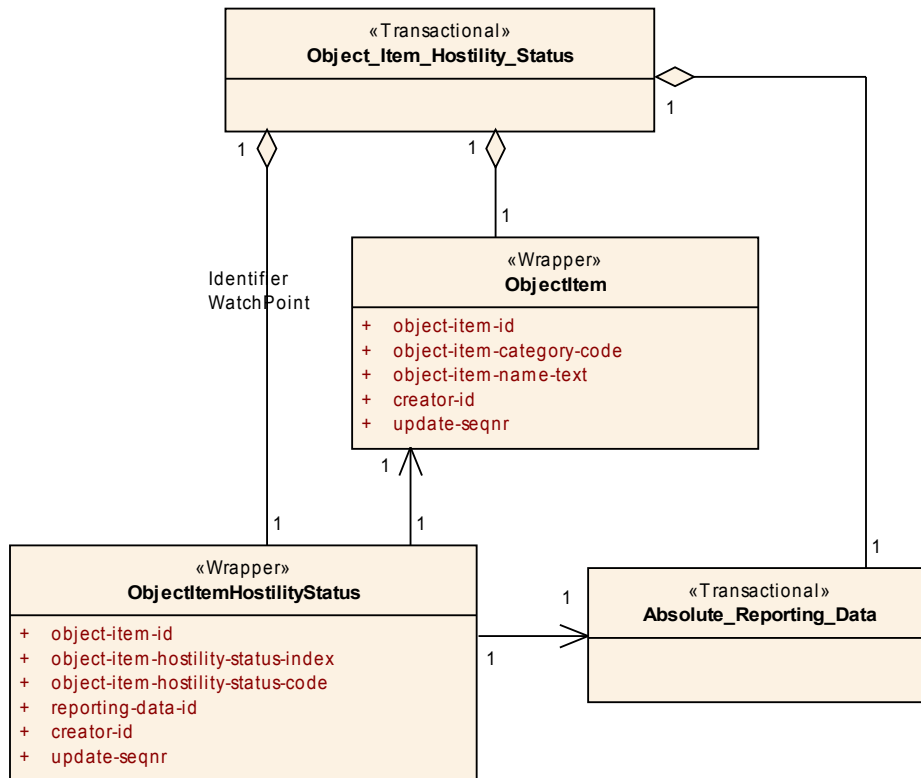 «Transactional»
Object_Item_Hostility_Status
1
1
1
1
«Wrapper»
ObjectItem
+ object-item-id
+ object-item-category-code
+ object-item-name-text
+ creator-id
+ update-seqnr
Identifier
WatchPoint
1
1
1
1
«Wrapper»
ObjectItemHostilityStatus
+ object-item-id
+ object-item-hostility-status-index
+ object-item-hostility-status-code
+ reporting-data-id
+ creator-id
+ update-seqnr
1
1
«Transactional»
Absolute_Reporting_Data